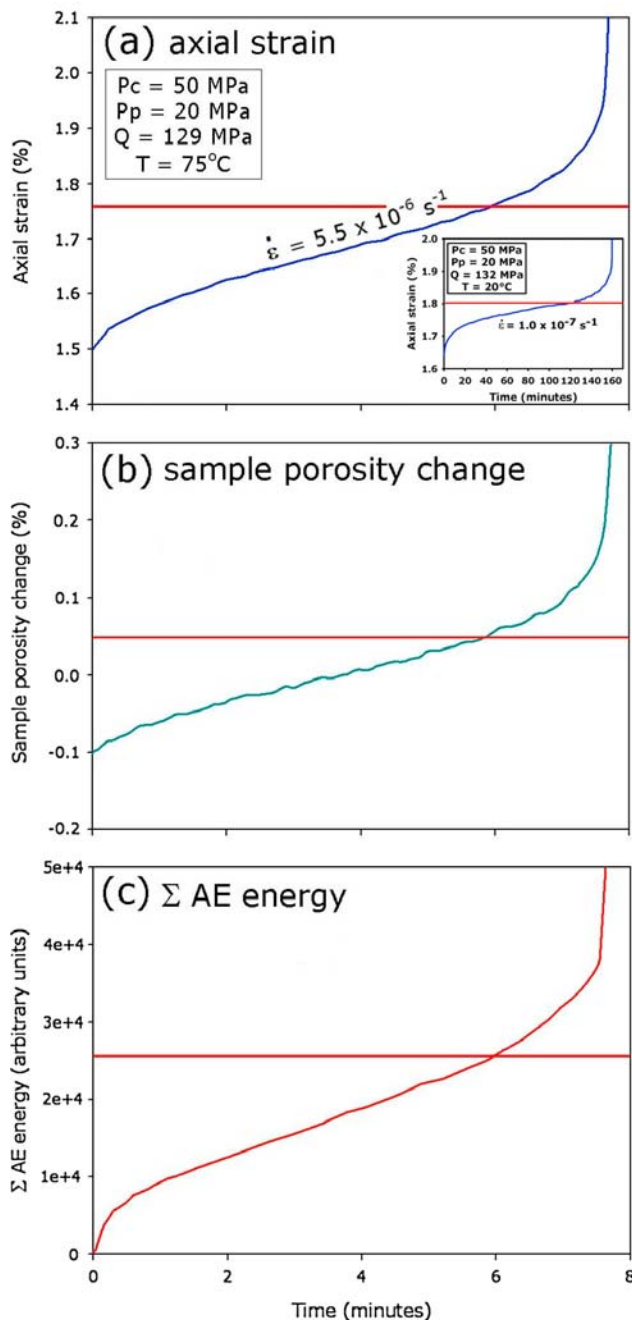 (a) axial strain
Pc = 50 MPa
Pp = 20 MPa
Q = 129 MPa
T = 75°C
Axial strain (%)
2.1
2.0
1.9
1.8
1.7
1.6
1.5
1.4
ε̇ = 5.5 x 10⁻⁶ s⁻¹
Pc = 50 MPa
Pp = 20 MPa
Q = 132 MPa
T = 20°C
Axial strain (%)
2.0
1.9
1.8
1.7
1.6
ε̇ = 1.0 x 10⁻⁷ s⁻¹
0 20 40 60 80 100 120 140 160
Time (minutes)
(b) sample porosity change
Sample porosity change (%)
0.3
0.2
0.1
0.0
-0.1
-0.2
(c) Σ AE energy
Σ AE energy (arbitrary units)
5e+4
4e+4
3e+4
2e+4
1e+4
0
0 2 4 6 8
Time (minutes)